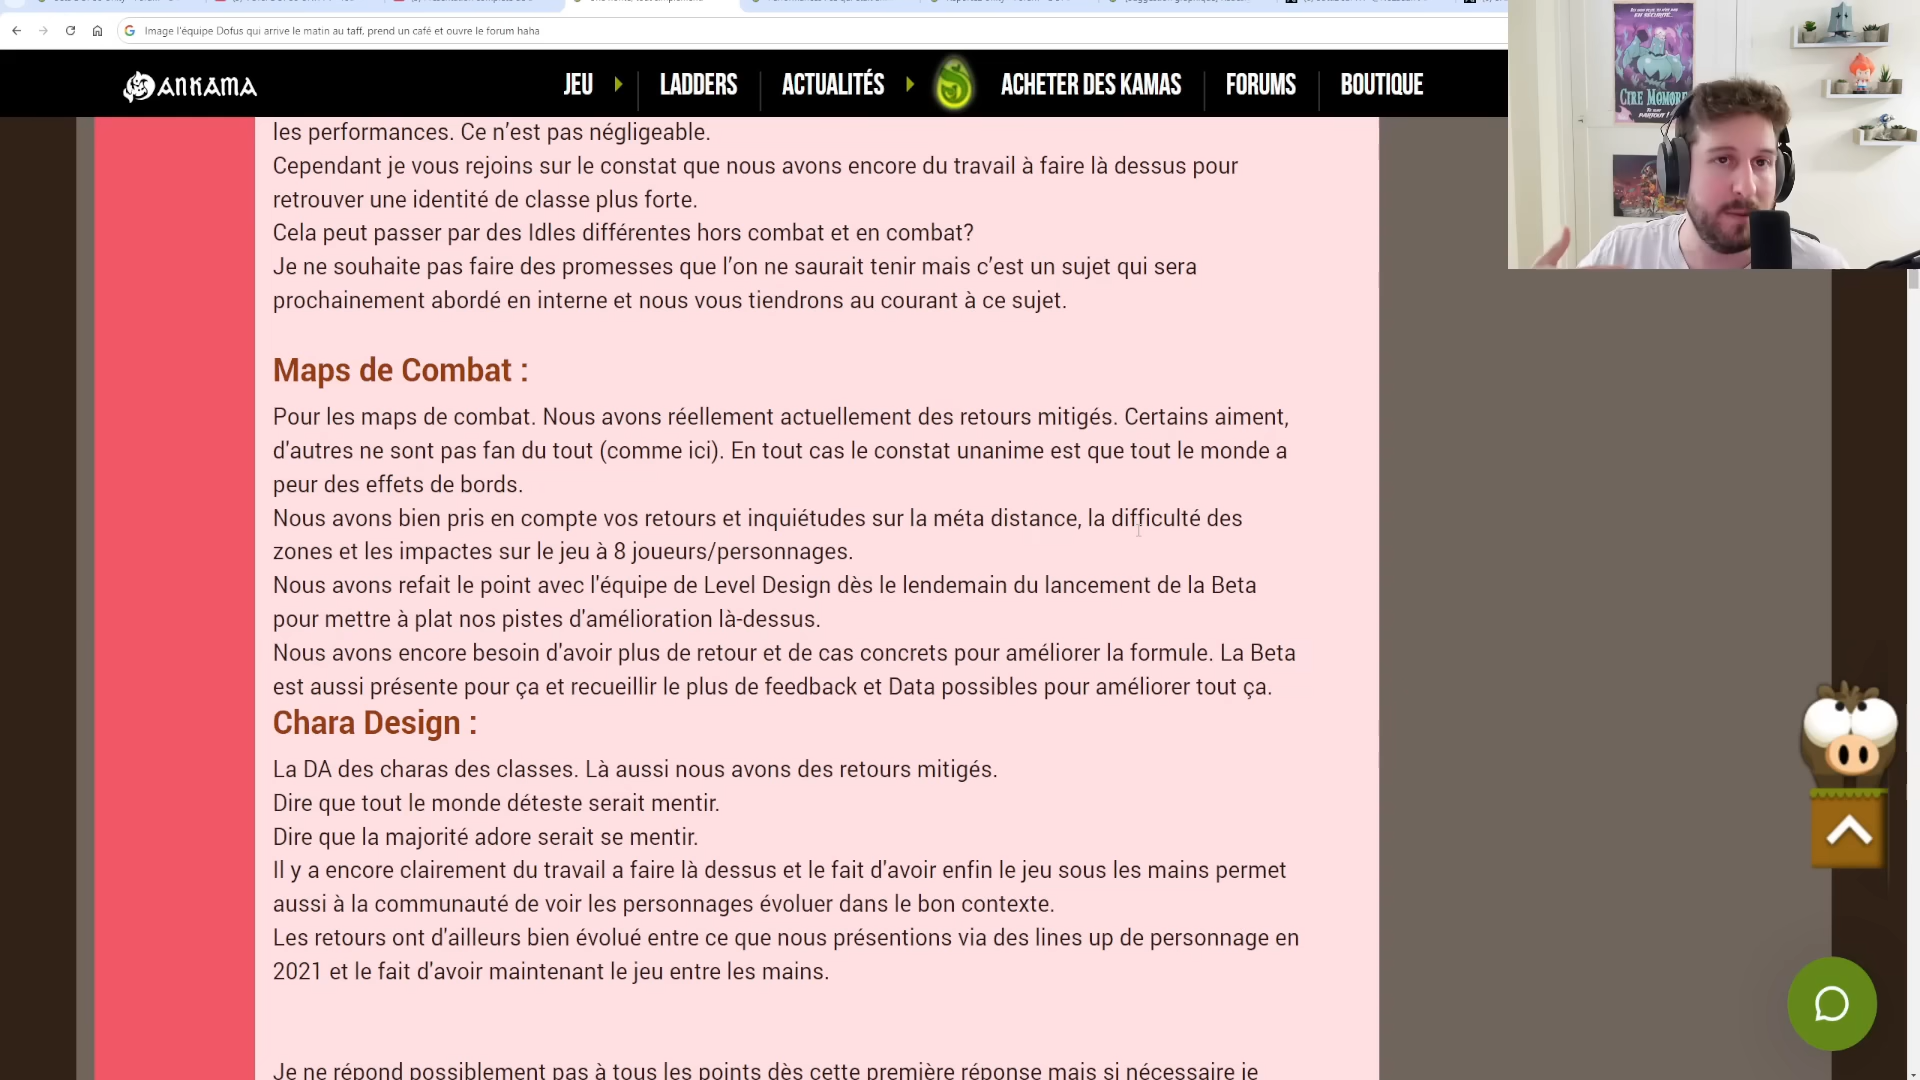 Image l'équipe Dofus qui arrive le matin au taff, prend un café et ouvre le forum haha
ANKAMA
JEU
LADDERS
ACTUALITÉS
ACHETER DES KAMAS
FORUMS
BOUTIQUE
CIRE MOMORE
les performances. Ce n’est pas négligeable.
Cependant je vous rejoins sur le constat que nous avons encore du travail à faire là dessus pour
retrouver une identité de classe plus forte.
Cela peut passer par des Idles différentes hors combat et en combat?
Je ne souhaite pas faire des promesses que l’on ne saurait tenir mais c’est un sujet qui sera
prochainement abordé en interne et nous vous tiendrons au courant à ce sujet.
Maps de Combat :
Pour les maps de combat. Nous avons réellement actuellement des retours mitigés. Certains aiment,
d'autres ne sont pas fan du tout (comme ici). En tout cas le constat unanime est que tout le monde a
peur des effets de bords.
Nous avons bien pris en compte vos retours et inquiétudes sur la méta distance, la difficulté des
zones et les impactes sur le jeu à 8 joueurs/personnages.
Nous avons refait le point avec l'équipe de Level Design dès le lendemain du lancement de la Beta
pour mettre à plat nos pistes d'amélioration là-dessus.
Nous avons encore besoin d'avoir plus de retour et de cas concrets pour améliorer la formule. La Beta
est aussi présente pour ça et recueillir le plus de feedback et Data possibles pour améliorer tout ça.
Chara Design :
La DA des charas des classes. Là aussi nous avons des retours mitigés.
Dire que tout le monde déteste serait mentir.
Dire que la majorité adore serait se mentir.
Il y a encore clairement du travail a faire là dessus et le fait d'avoir enfin le jeu sous les mains permet
aussi à la communauté de voir les personnages évoluer dans le bon contexte.
Les retours ont d'ailleurs bien évolué entre ce que nous présentions via des lines up de personnage en
2021 et le fait d'avoir maintenant le jeu entre les mains.
Je ne répond possiblement pas à tous les points dès cette première réponse mais si nécessaire je